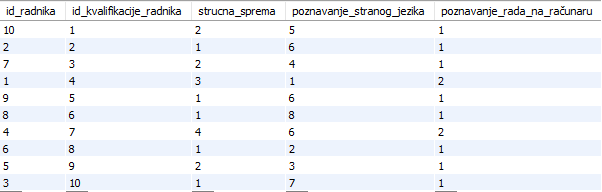 id_radnika id_kvalifikacije_radnika strucna_sprema poznavanje_stranog_jezika poznavanje_rada_na_računaru
10 1 2 5 1
2 2 1 6 1
7 3 2 4 1
1 4 3 1 2
9 5 1 6 1
8 6 1 8 1
4 7 4 6 2
6 8 1 2 1
5 9 2 3 1
3 10 1 7 1